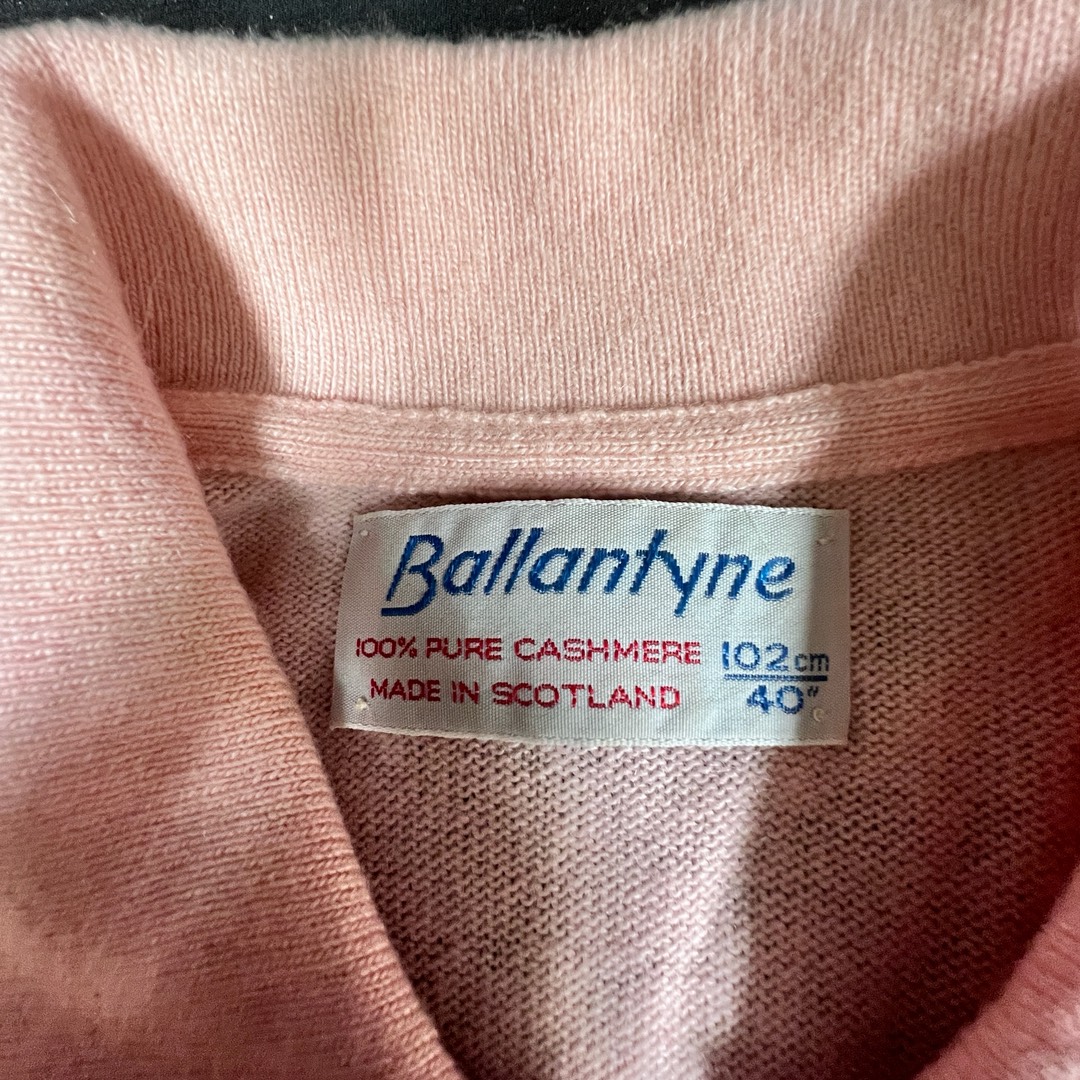 Ballantyne
100% PURE CASHMERE
MADE IN SCOTLAND
102cm
40"